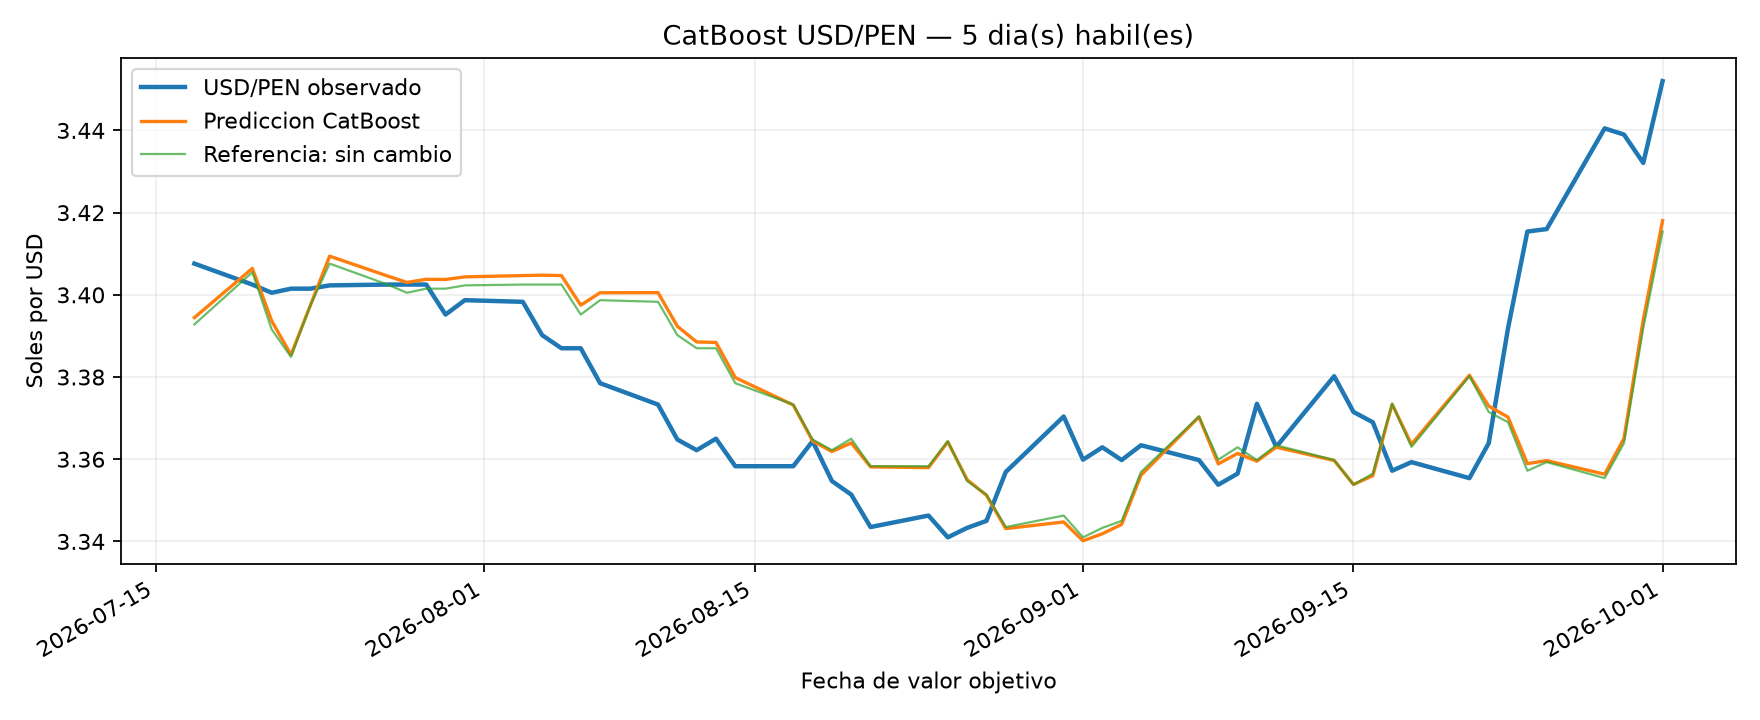 CatBoost USD/PEN — 5 dia(s) habil(es)
USD/PEN observado
Prediccion CatBoost
Referencia: sin cambio
Soles por USD
3.44
3.42
3.40
3.38
3.36
3.34
2026-07-15
2026-08-01
2026-08-15
2026-09-01
2026-09-15
2026-10-01
Fecha de valor objetivo